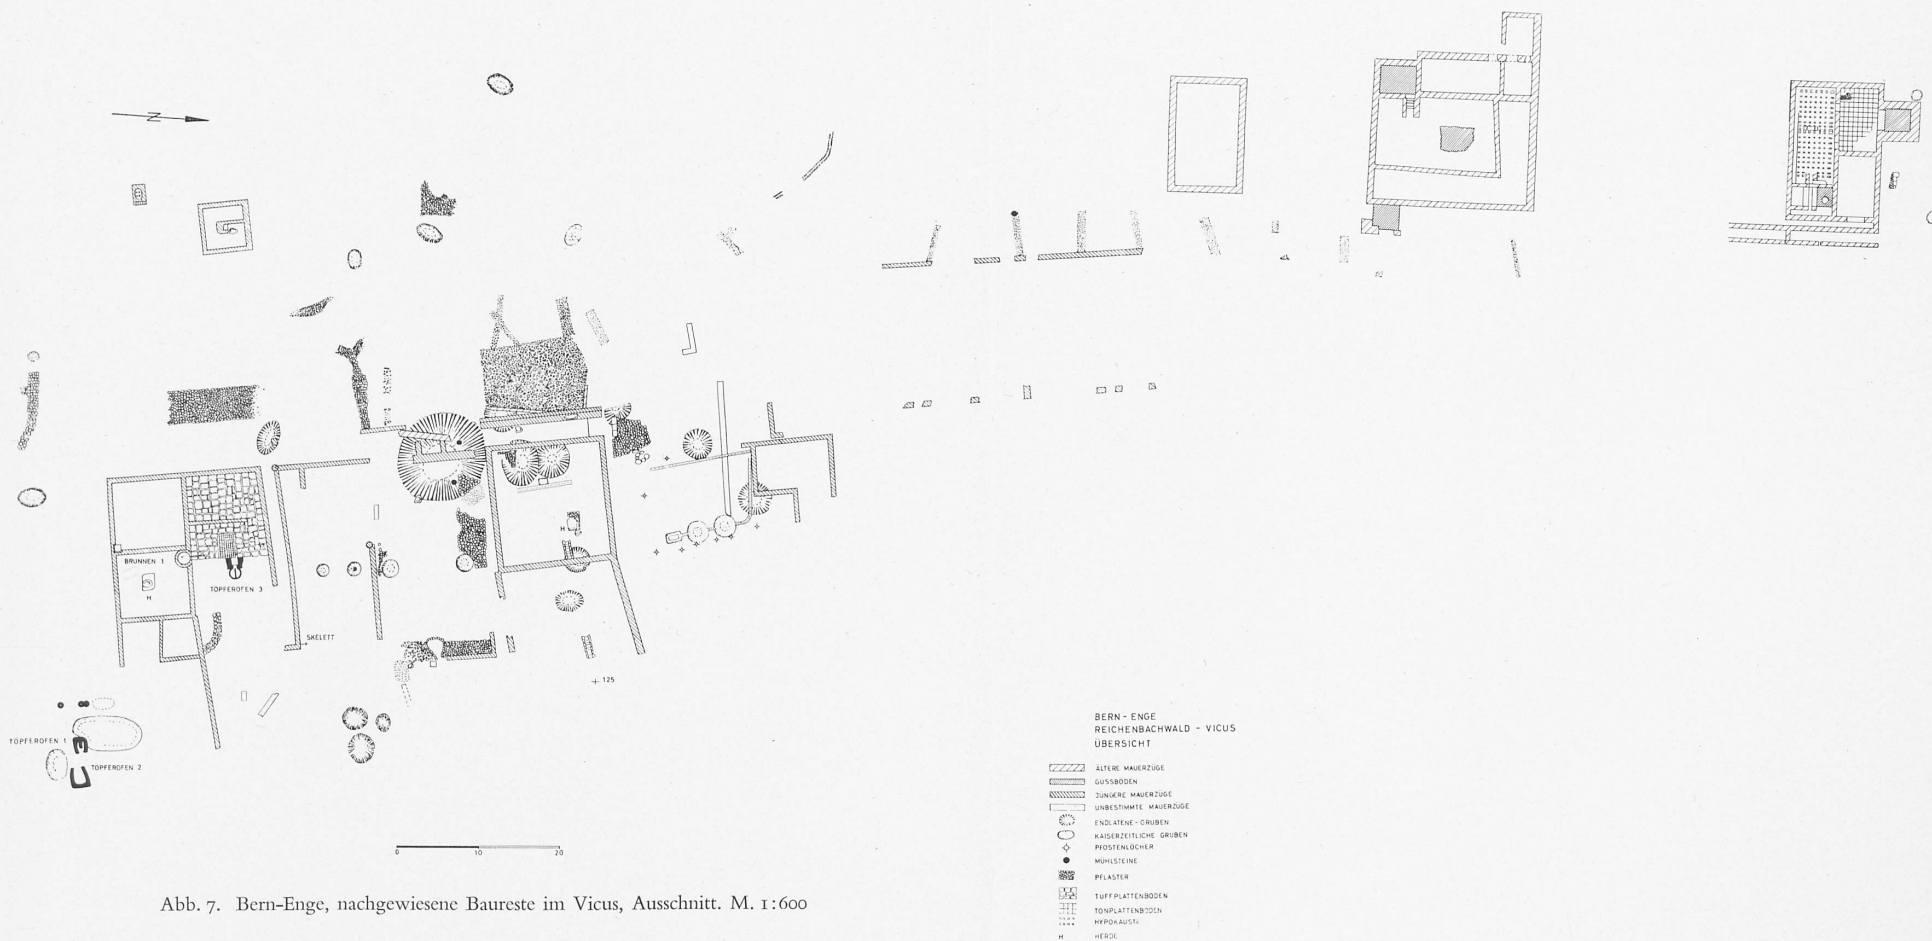 N
H
BRUNNEN 1
H
TÖPFEROFEN 3
SKELETT
125
TÖPFEROFEN 1
TÖPFEROFEN 2
BERN - ENGE
REICHENBACHWALD - VICUS
ÜBERSICHT
ÄLTERE MAUERZÜGE
GUSSBÖDEN
JÜNGERE MAUERZÜGE
UNBESTIMMTE MAUERZÜGE
ENDLATÈNE - GRUBEN
KAISERZEITLICHE GRUBEN
PFOSTENLÖCHER
MÜHLSTEINE
PFLASTER
TUFFPLATTENBODEN
TONPLATTENBODEN
HYPOKAUSTE
H HERDE
0 10 20
Abb. 7. Bern-Enge, nachgewiesene Baureste im Vicus, Ausschnitt. M. 1:600